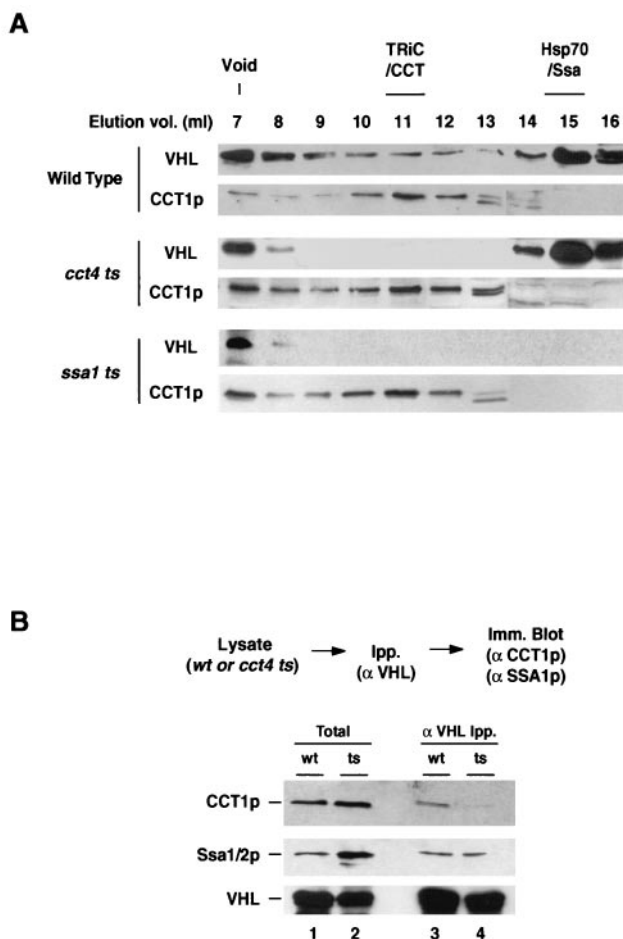 A
Void
TRiC
/CCT
Hsp70
/Ssa
Elution vol. (ml) 7 8 9 10 11 12 13 14 15 16
Wild Type
VHL
CCT1p
cct4 ts
VHL
CCT1p
ssa1 ts
VHL
CCT1p
B
Lysate
(wt or cct4 ts)
Ipp.
(α VHL)
Imm. Blot
(α CCT1p)
(α SSA1p)
Total
α VHL Ipp.
wt ts wt ts
CCT1p
Ssa1/2p
VHL
1 2 3 4